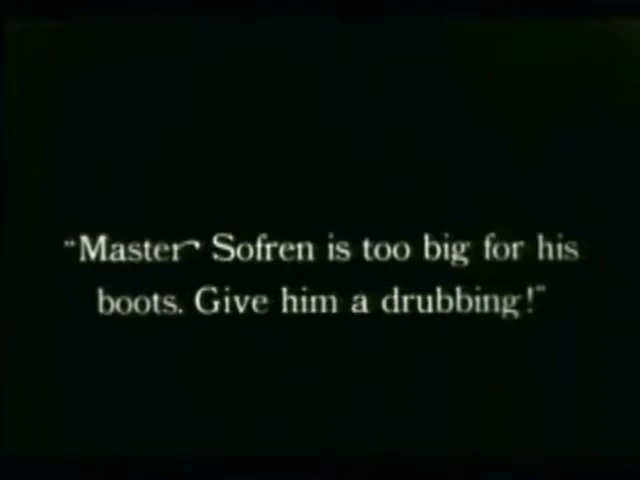 "Master Sofren is too big for his
boots. Give him a drubbing!"